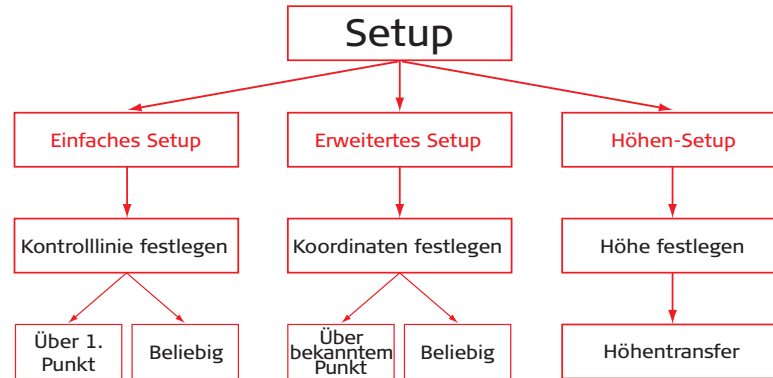 Setup
Einfaches Setup
Erweitertes Setup
Höhen-Setup
Kontrolllinie festlegen
Koordinaten festlegen
Höhe festlegen
Über 1.
Punkt
Beliebig
Über
bekanntem
Punkt
Beliebig
Höhentransfer